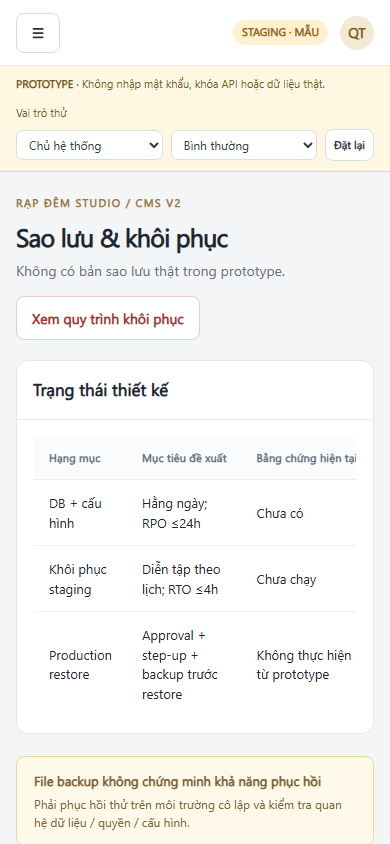 ☰
STAGING · MẪU
QT
PROTOTYPE · Không nhập mật khẩu, khóa API hoặc dữ liệu thật.
Vai trò thử
Chủ hệ thống
Bình thường
Đặt lại
RẠP ĐÊM STUDIO / CMS V2
Sao lưu & khôi phục
Không có bản sao lưu thật trong prototype.
Xem quy trình khôi phục
Trạng thái thiết kế
Hạng mục Mục tiêu đề xuất Bằng chứng hiện tại
DB + cấu Hằng ngày; Chưa có
hình RPO ≤24h
Khôi phục Diễn tập theo Chưa chạy
staging lịch; RTO ≤4h
Approval +
Production step-up + Không thực hiện
restore backup trước từ prototype
restore
File backup không chứng minh khả năng phục hồi
Phải phục hồi thử trên môi trường cô lập và kiểm tra quan
hệ dữ liệu / quyền / cấu hình.